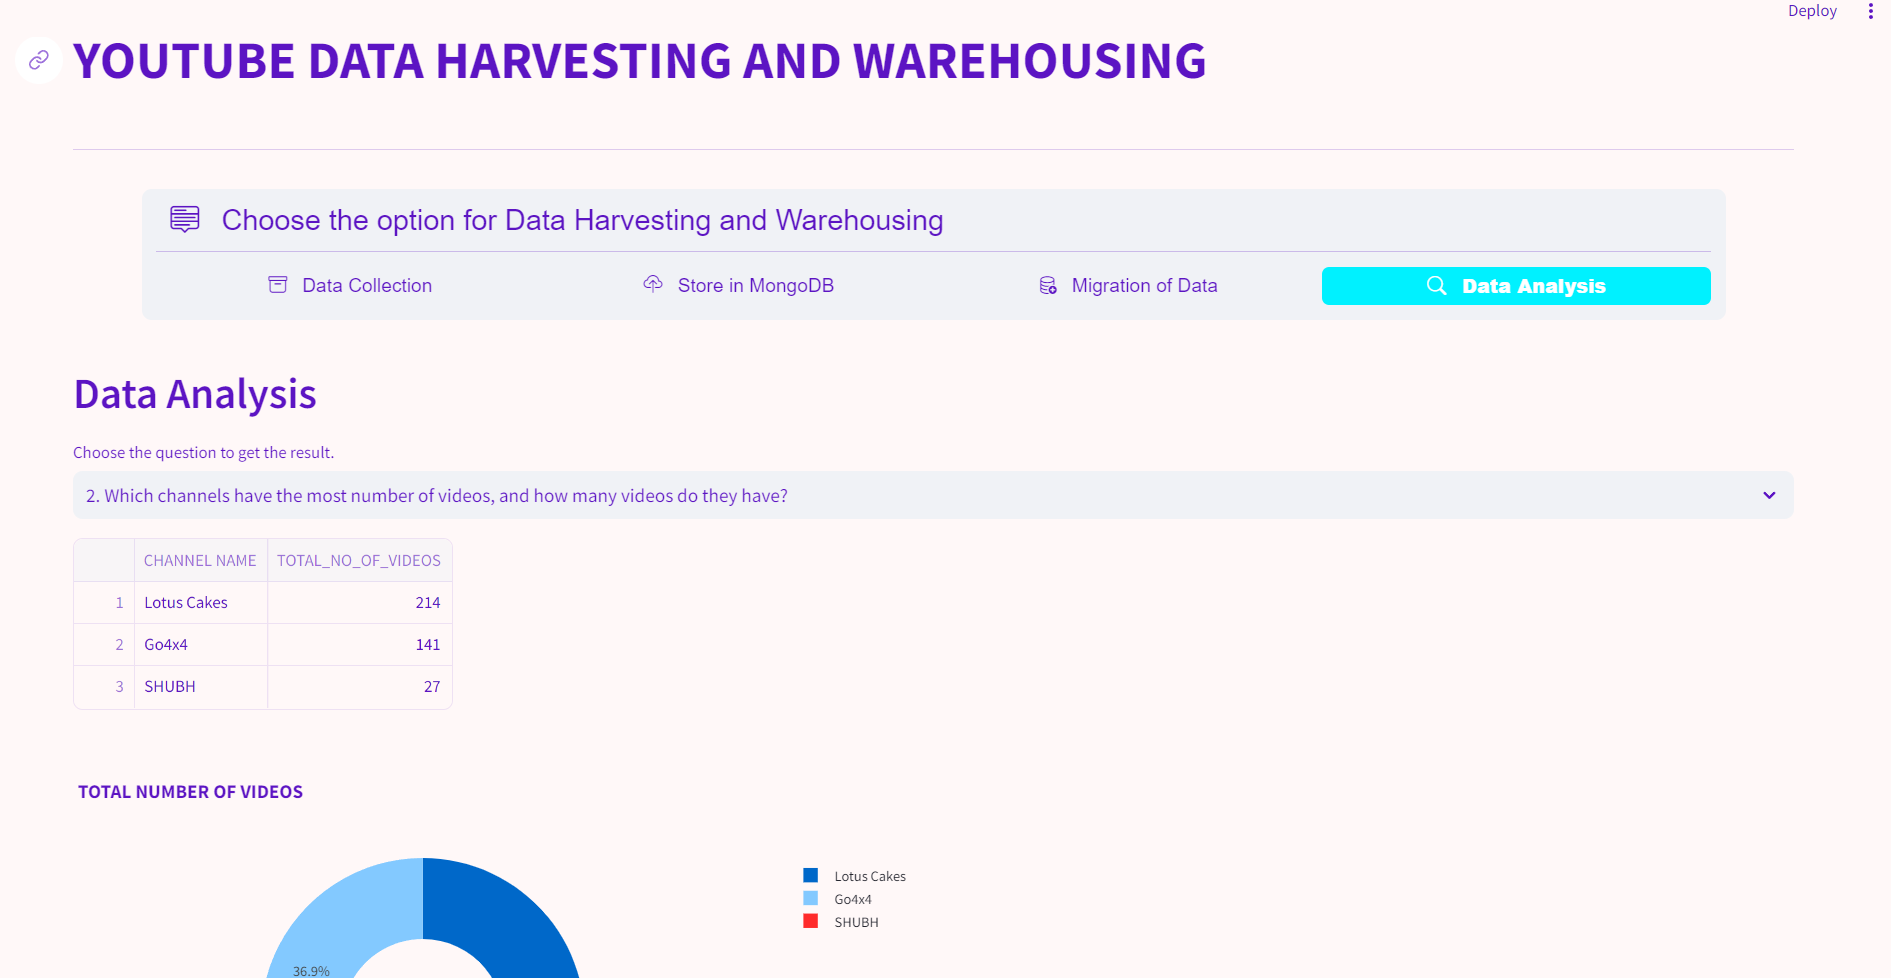 Deploy
YOUTUBE DATA HARVESTING AND WAREHOUSING
Choose the option for Data Harvesting and Warehousing
Data Collection Store in MongoDB Migration of Data Data Analysis
Data Analysis
Choose the question to get the result.
2. Which channels have the most number of videos, and how many videos do they have?
CHANNEL NAME TOTAL_NO_OF_VIDEOS
1 Lotus Cakes 214
2 Go4x4 141
3 SHUBH 27
TOTAL NUMBER OF VIDEOS
Lotus Cakes
Go4x4
SHUBH
36.9%